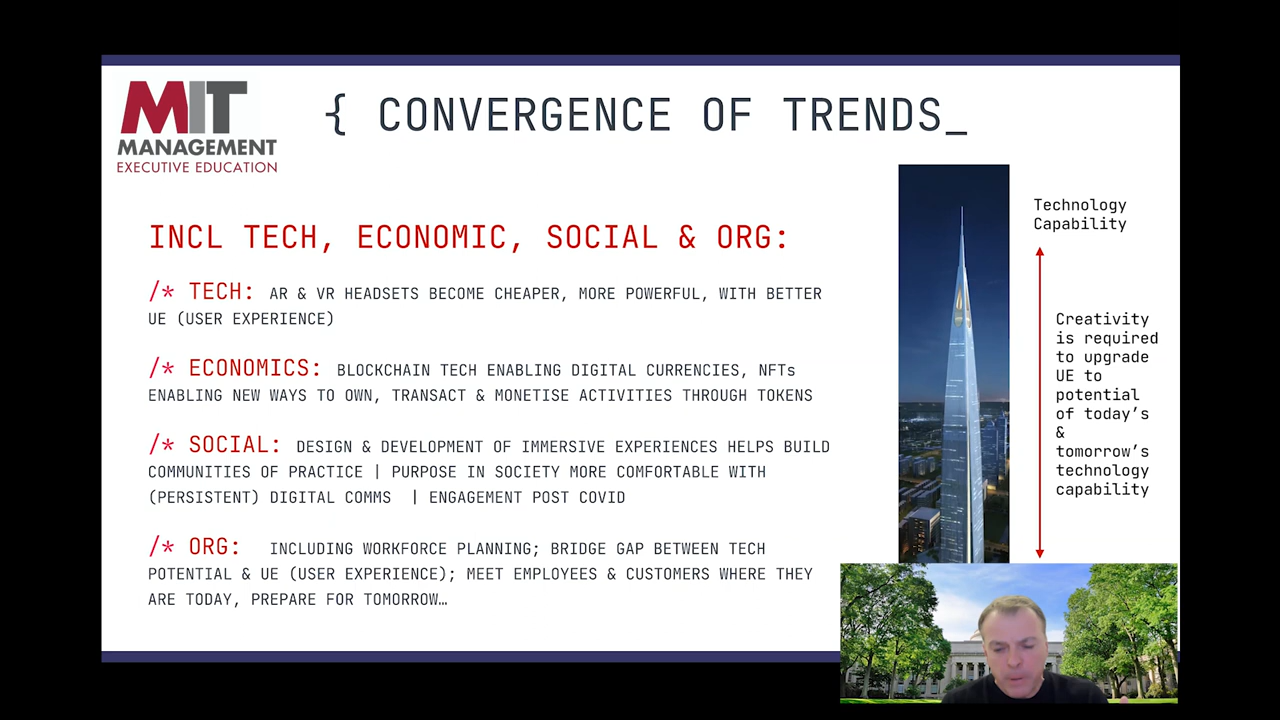 MIT
MANAGEMENT
EXECUTIVE EDUCATION
{ CONVERGENCE OF TRENDS_
INCL TECH, ECONOMIC, SOCIAL & ORG:
/* TECH: AR & VR HEADSETS BECOME CHEAPER, MORE POWERFUL, WITH BETTER
UE (USER EXPERIENCE)
/* ECONOMICS: BLOCKCHAIN TECH ENABLING DIGITAL CURRENCIES, NFTs
ENABLING NEW WAYS TO OWN, TRANSACT & MONETISE ACTIVITIES THROUGH TOKENS
/* SOCIAL: DESIGN & DEVELOPMENT OF IMMERSIVE EXPERIENCES HELPS BUILD
COMMUNITIES OF PRACTICE | PURPOSE IN SOCIETY MORE COMFORTABLE WITH
(PERSISTENT) DIGITAL COMMS | ENGAGEMENT POST COVID
/* ORG: INCLUDING WORKFORCE PLANNING; BRIDGE GAP BETWEEN TECH
POTENTIAL & UE (USER EXPERIENCE); MEET EMPLOYEES & CUSTOMERS WHERE THEY
ARE TODAY, PREPARE FOR TOMORROW…
Technology
Capability
Creativity
is required
to upgrade
UE to
potential
of today's
&
tomorrow's
technology
capability